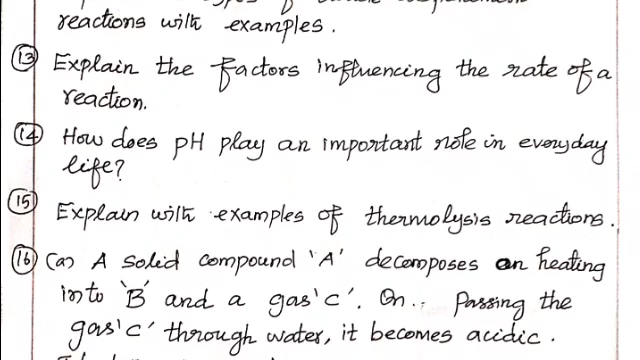 reactions with examples.
(13) Explain the factors influencing the rate of a
reaction.
(14) How does pH play an important role in everyday
life?
(15) Explain with examples of thermolysis reactions.
(16) (a) A solid compound 'A' decomposes on heating
into 'B' and a gas 'C'. On.. Passing the
gas 'C' through water, it becomes acidic.